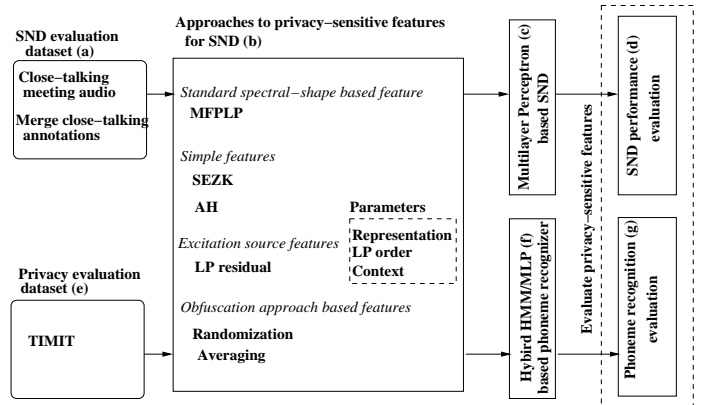 SND evaluation
dataset (a)
Close−talking
meeting audio
Merge close−talking
annotations
Privacy evaluation
dataset (e)
TIMIT
Approaches to privacy−sensitive features
for SND (b)
Standard spectral−shape based feature
MFPLP
Simple features
SEZK
AH
Parameters
Representation
LP order
Context
Excitation source features
LP residual
Obfuscation approach based features
Randomization
Averaging
Multilayer Perceptron (c)
based SND
Hybird HMM/MLP (f)
based phoneme recognizer
Evaluate privacy−sensitive features
SND performance (d)
evaluation
Phoneme recognition (g)
evaluation